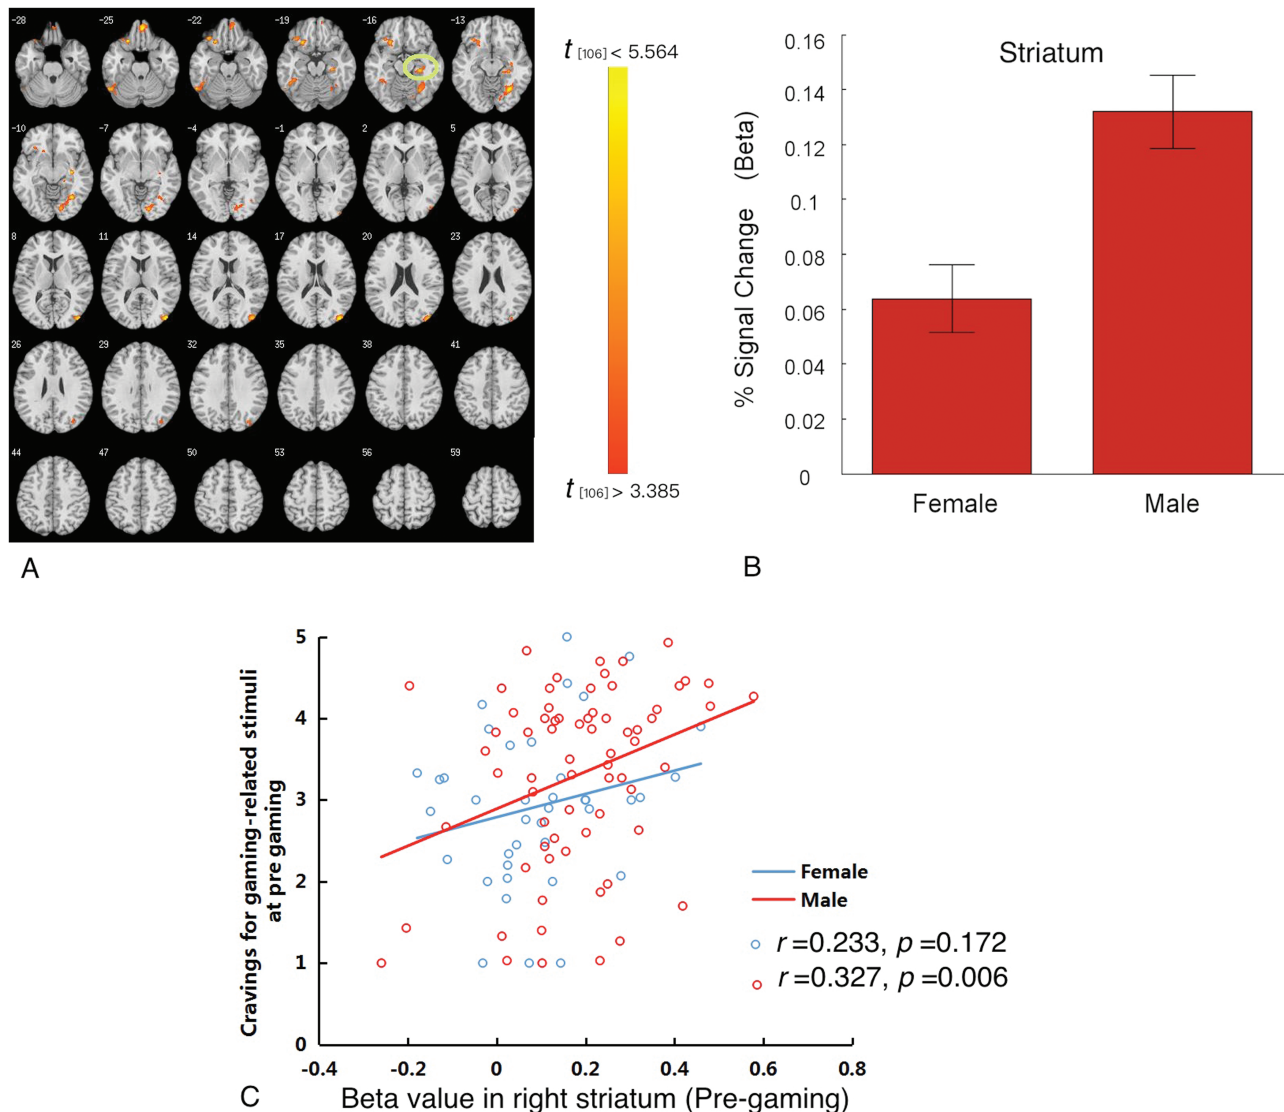 -28 -25 -22 -19 -16 -13
-10 -7 -4 -1 2 5
8 11 14 17 20 23
26 29 32 35 38 41
44 47 50 53 56 59
t [106] < 5.564
t [106] > 3.385
A
Striatum
% Signal Change (Beta)
0.16
0.14
0.12
0.1
0.08
0.06
0.04
0.02
0
Female Male
B
Cravings for gaming-related stimuli
at pre gaming
5
4
3
2
1
0
-0.4 -0.2 0 0.2 0.4 0.6 0.8
Female
Male
r=0.233, p=0.172
r=0.327, p=0.006
C
Beta value in right striatum (Pre-gaming)